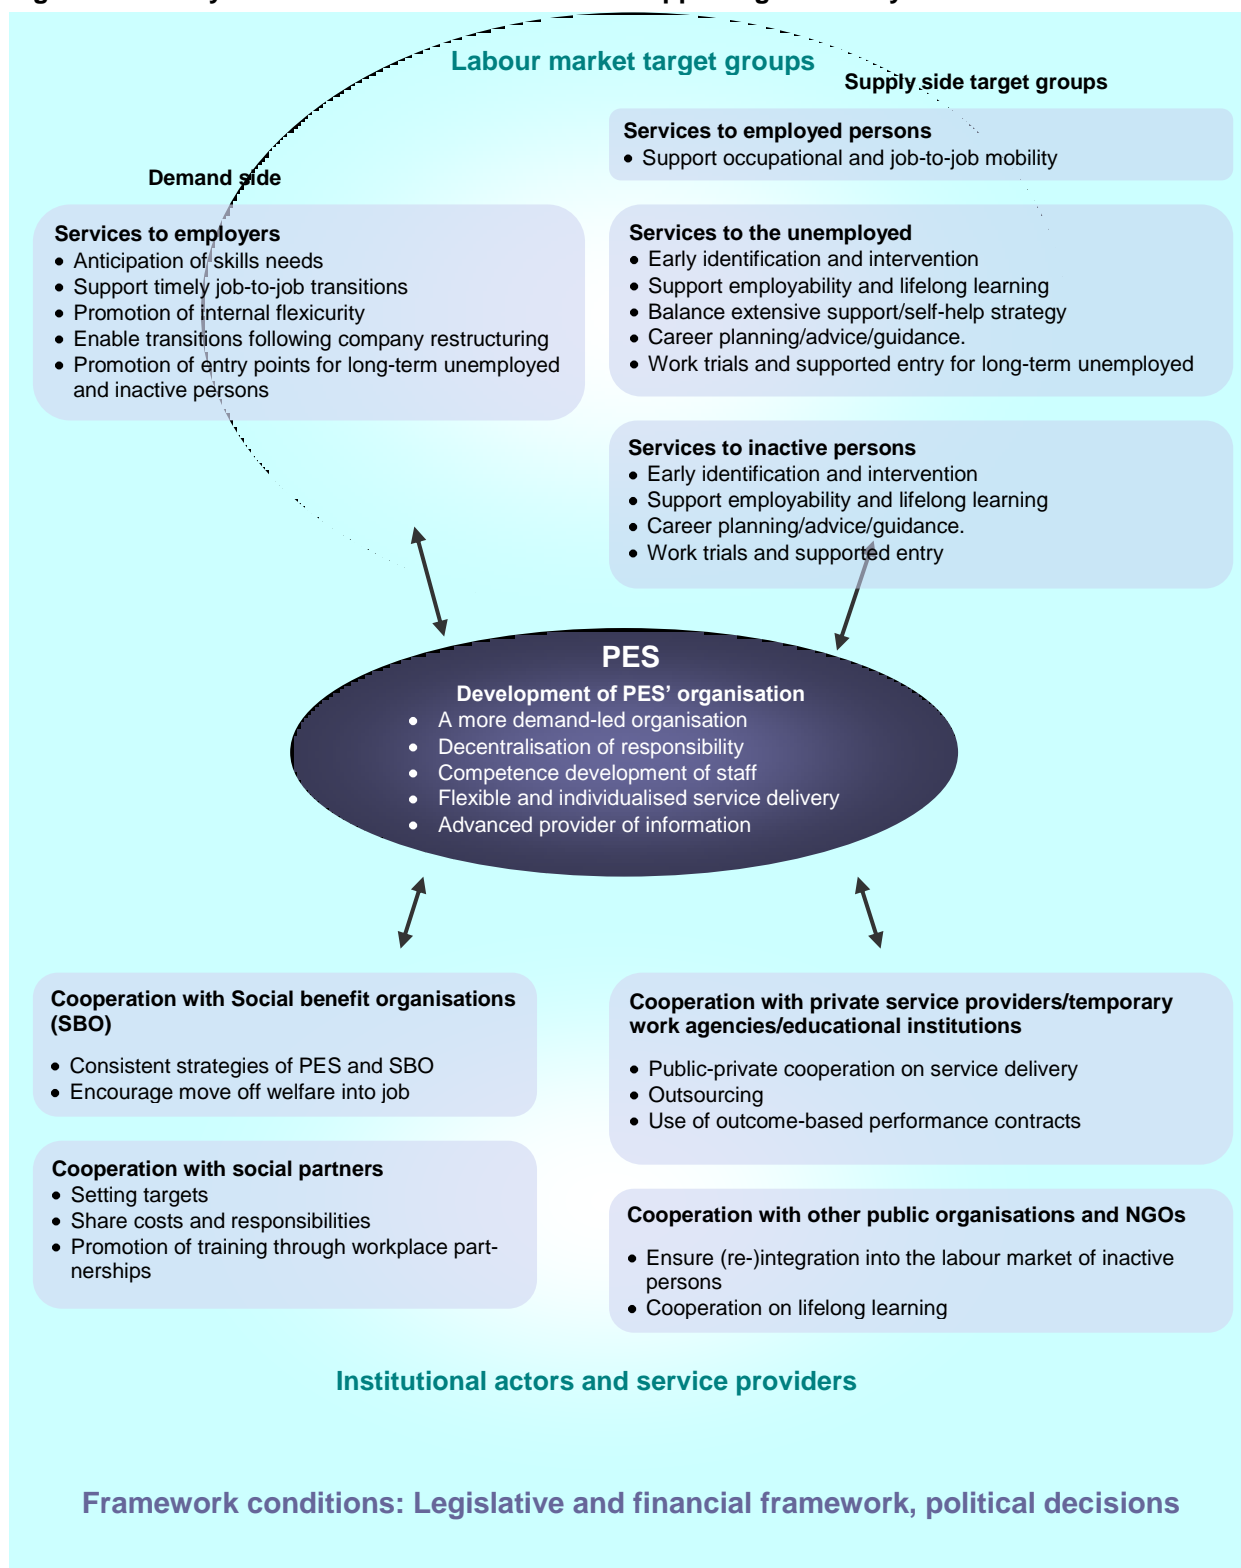 Labour market target groups
Supply side target groups
Services to employed persons
• Support occupational and job-to-job mobility
Demand side
Services to employers
• Anticipation of skills needs
• Support timely job-to-job transitions
• Promotion of internal flexicurity
• Enable transitions following company restructuring
• Promotion of entry points for long-term unemployed
and inactive persons
Services to the unemployed
• Early identification and intervention
• Support employability and lifelong learning
• Balance extensive support/self-help strategy
• Career planning/advice/guidance.
• Work trials and supported entry for long-term unemployed
Services to inactive persons
• Early identification and intervention
• Support employability and lifelong learning
• Career planning/advice/guidance.
• Work trials and supported entry
PES
Development of PES’ organisation
• A more demand-led organisation
• Decentralisation of responsibility
• Competence development of staff
• Flexible and individualised service delivery
• Advanced provider of information
Cooperation with Social benefit organisations
(SBO)
• Consistent strategies of PES and SBO
• Encourage move off welfare into job
Cooperation with social partners
• Setting targets
• Share costs and responsibilities
• Promotion of training through workplace part-
nerships
Cooperation with private service providers/temporary
work agencies/educational institutions
• Public-private cooperation on service delivery
• Outsourcing
• Use of outcome-based performance contracts
Cooperation with other public organisations and NGOs
• Ensure (re-)integration into the labour market of inactive
persons
• Cooperation on lifelong learning
Institutional actors and service providers
Framework conditions: Legislative and financial framework, political decisions